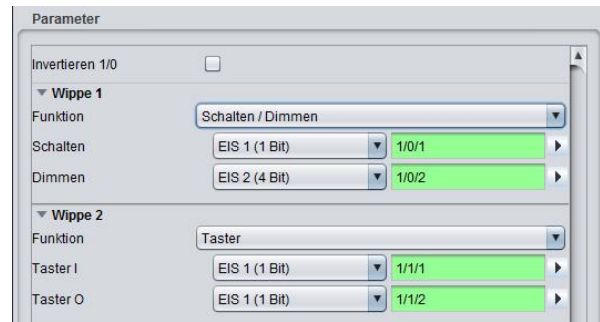 Parameter
Invertieren 1/0
Wippe 1
Funktion Schalten / Dimmen
Schalten EIS 1 (1 Bit) 1/0/1
Dimmen EIS 2 (4 Bit) 1/0/2
Wippe 2
Funktion Taster
Taster I EIS 1 (1 Bit) 1/1/1
Taster O EIS 1 (1 Bit) 1/1/2